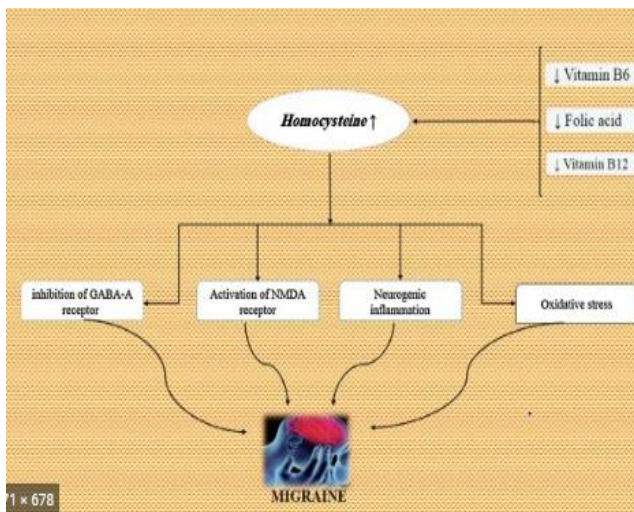 ↓ Vitamin B6
Homocysteine ↑
↓ Folic acid
↓ Vitamin B12
inhibition of GABA-A
receptor
Activation of NMDA
receptor
Neurogenic
inflammation
Oxidative stress
MIGRAINE
71 × 678